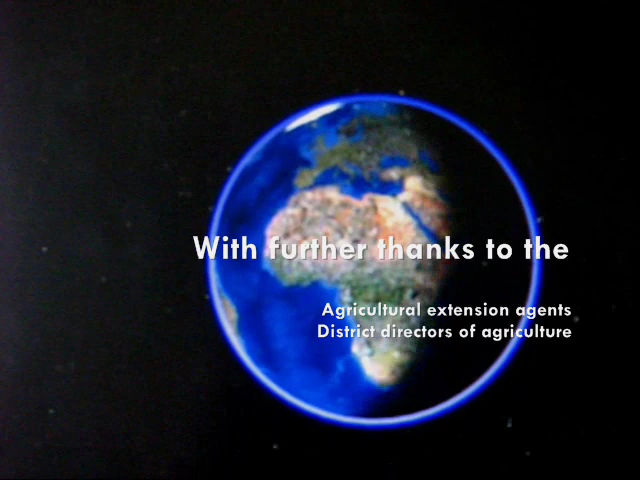 With further thanks to the
Agricultural extension agents
District directors of agriculture